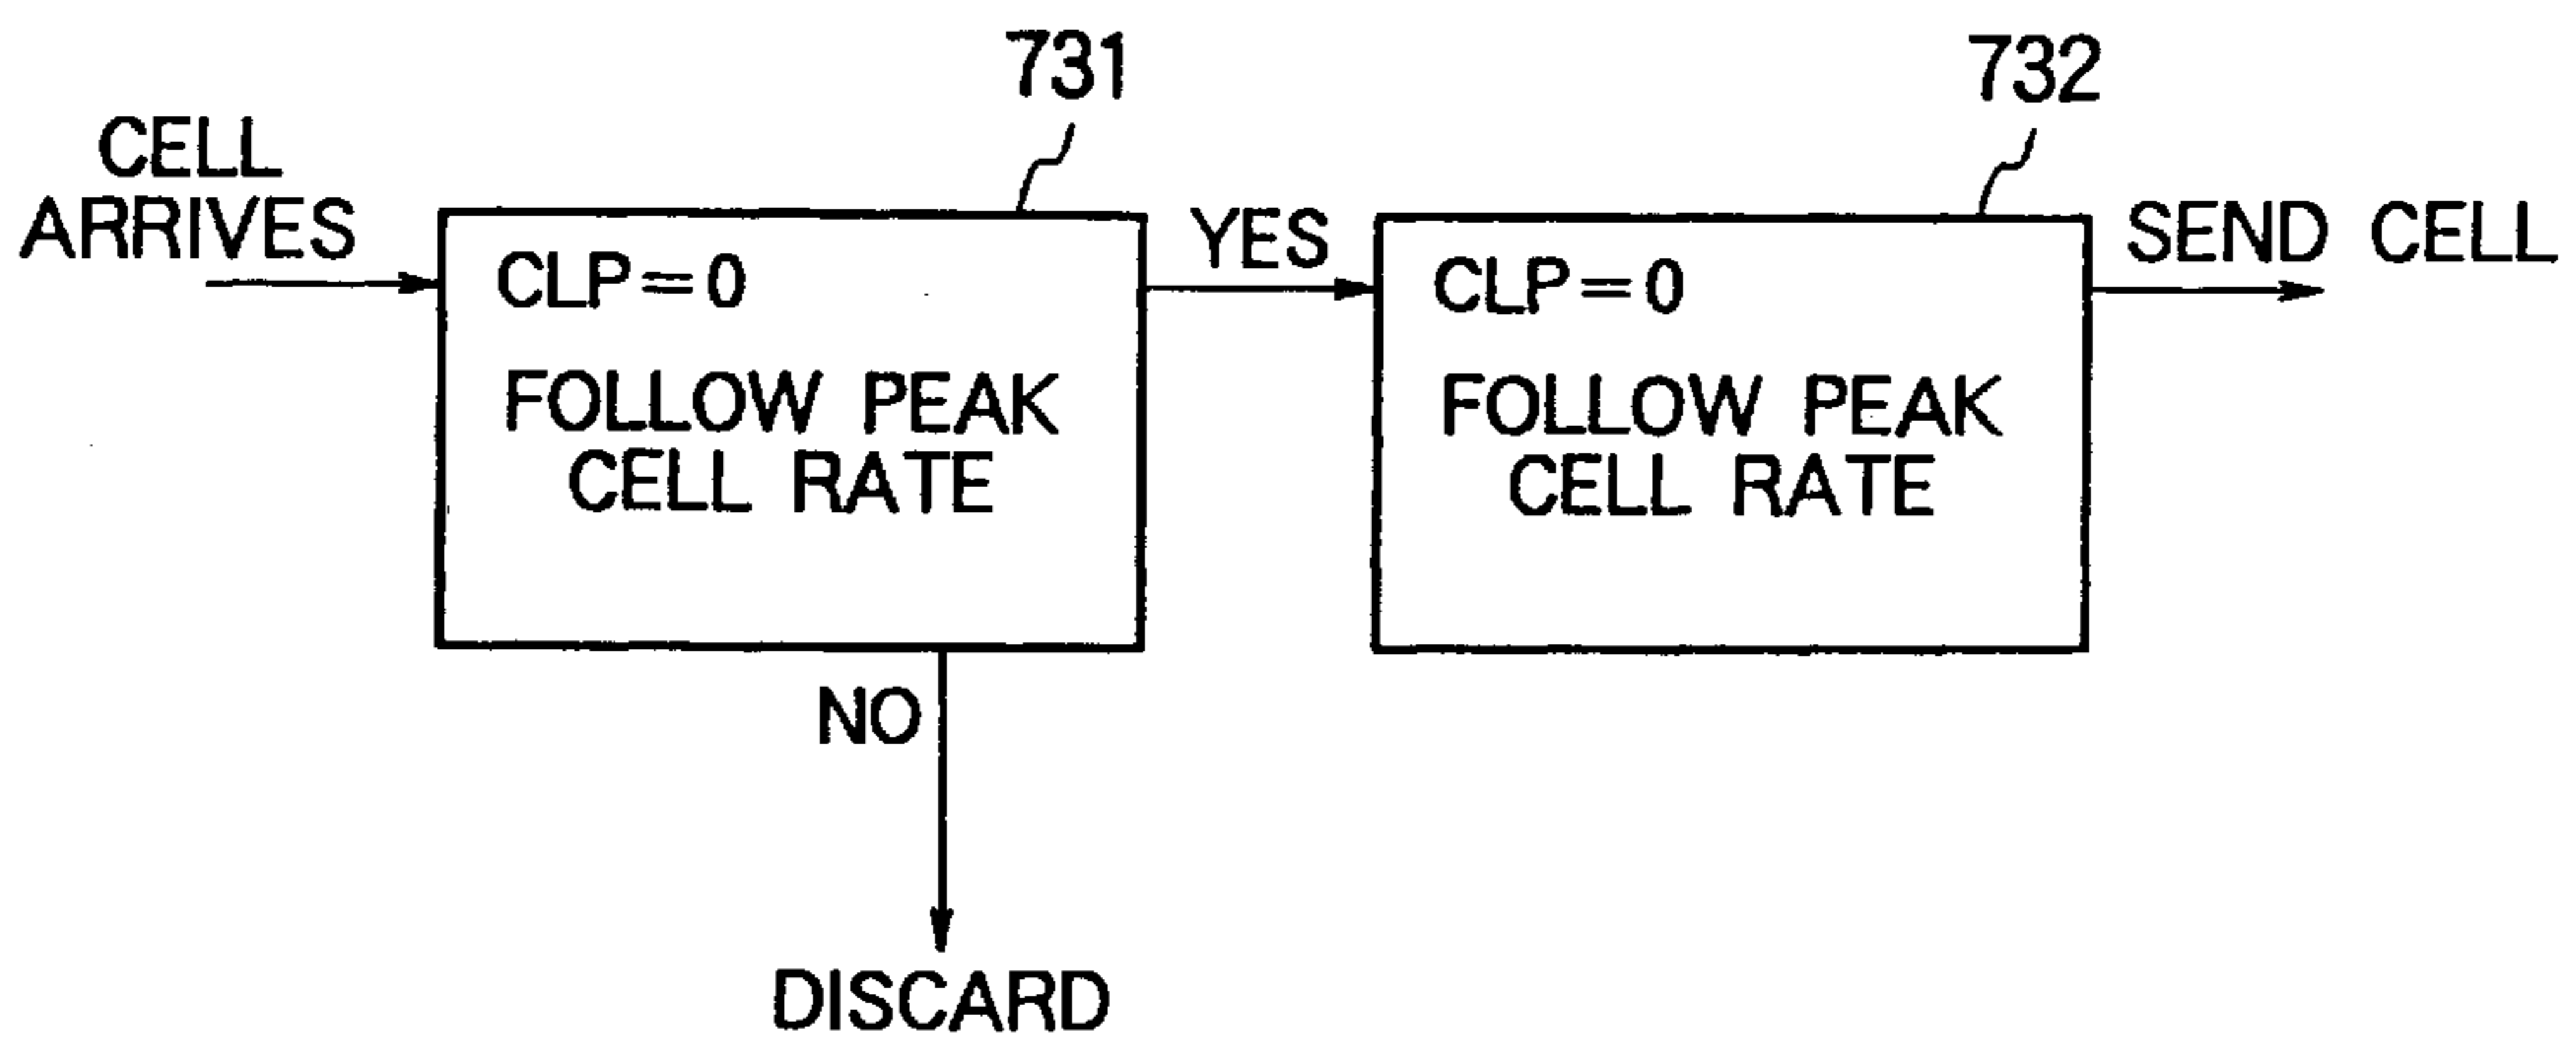 731
732
CELL
ARRIVES
CLP=0
FOLLOW PEAK
CELL RATE
YES
CLP=0
FOLLOW PEAK
CELL RATE
SEND CELL
NO
DISCARD